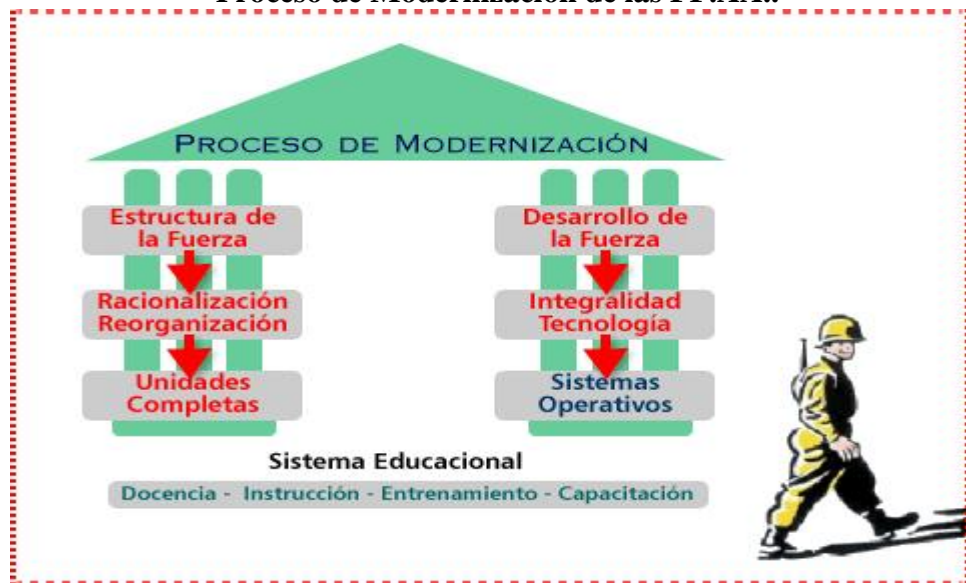 Proceso de Modernización de las FF.AA..
PROCESO DE MODERNIZACIÓN
Estructura de
la Fuerza
Racionalización
Reorganización
Unidades
Completas
Desarrollo de
la Fuerza
Integralidad
Tecnología
Sistemas
Operativos
Sistema Educacional
Docencia - Instrucción - Entrenamiento - Capacitación